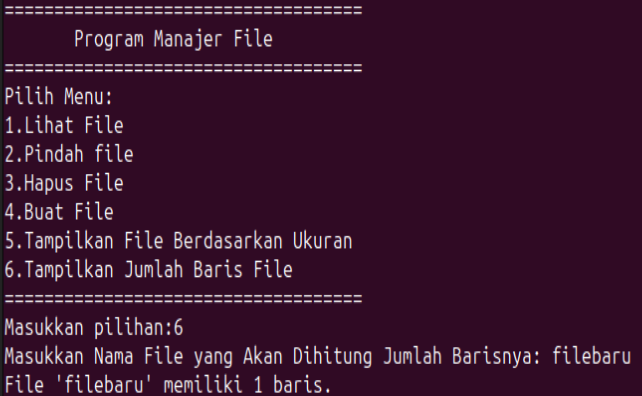 ====================================
Program Manajer File
====================================
Pilih Menu:
1.Lihat File
2.Pindah file
3.Hapus File
4.Buat File
5.Tampilkan File Berdasarkan Ukuran
6.Tampilkan Jumlah Baris File
====================================
Masukkan pilihan:6
Masukkan Nama File yang Akan Dihitung Jumlah Barisnya: filebaru
File 'filebaru' memiliki 1 baris.